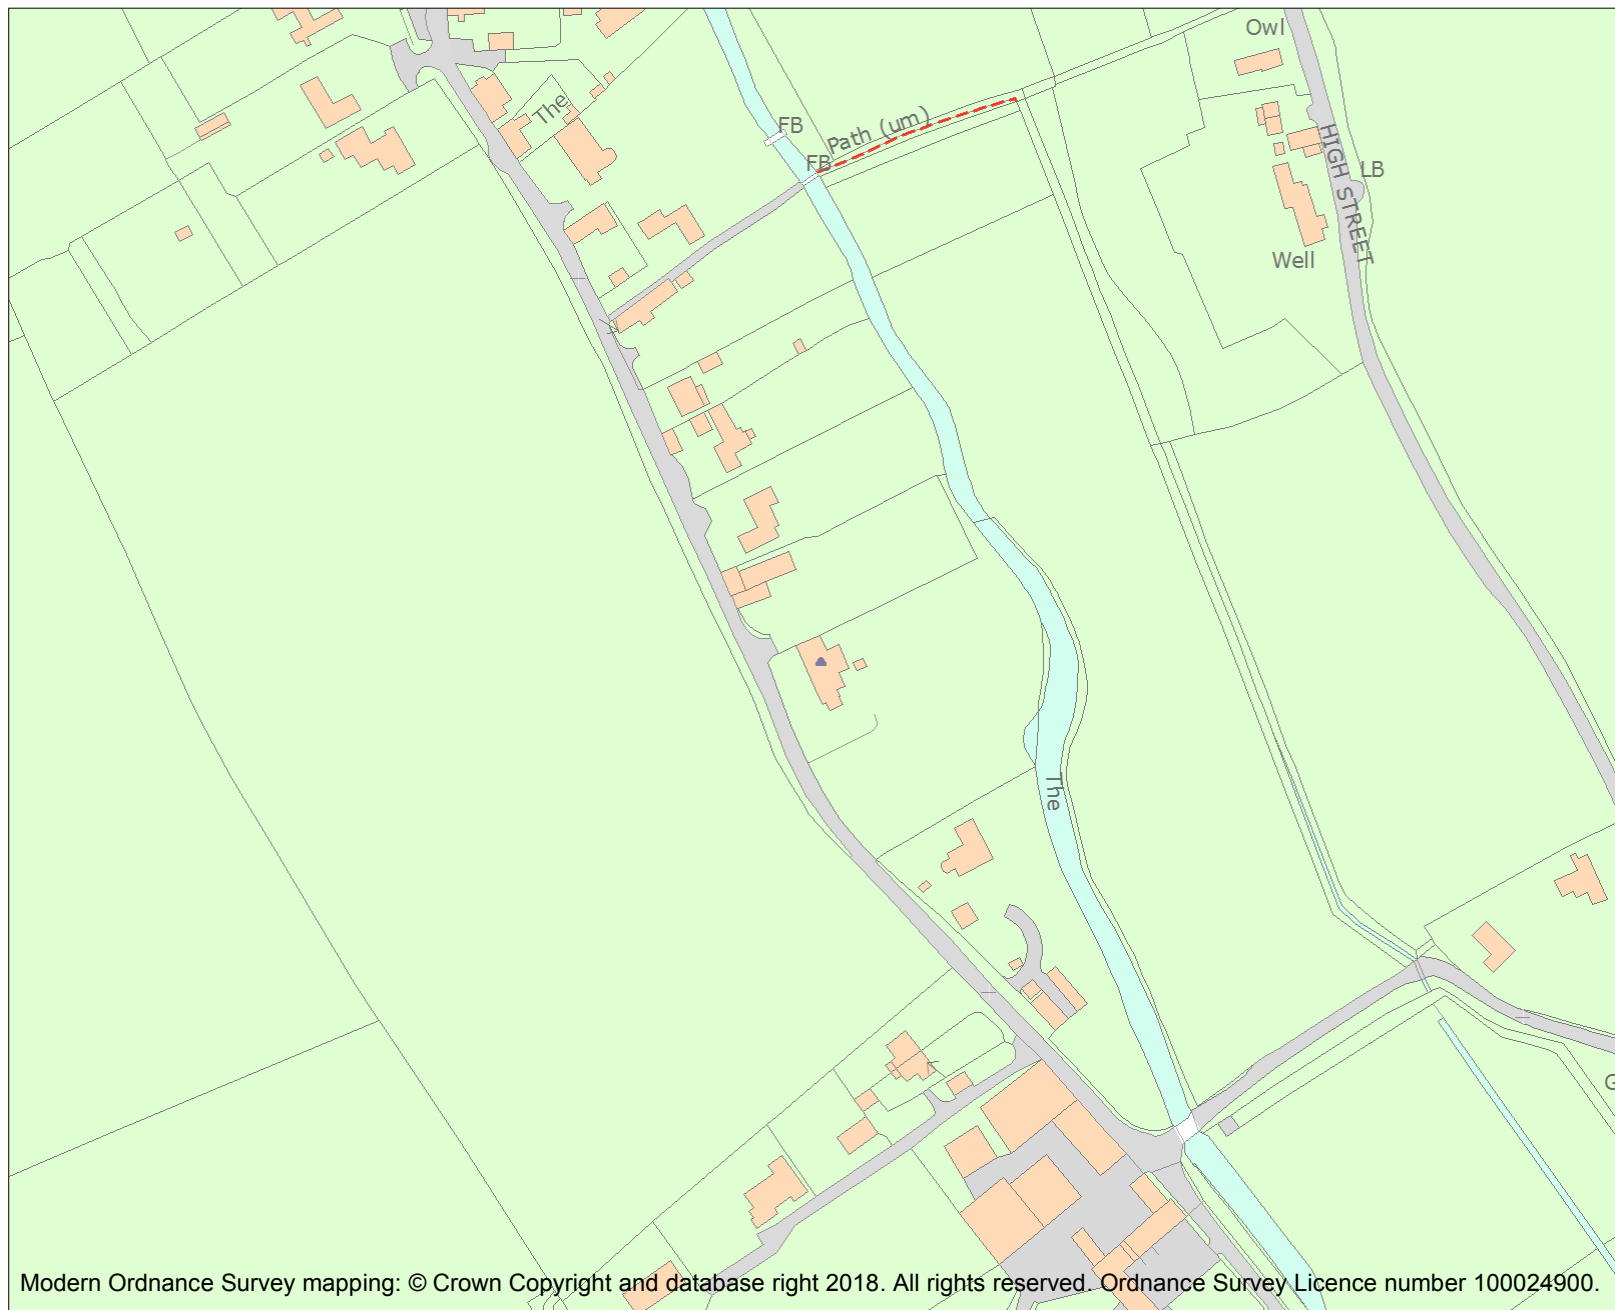 Owl
The
FB
Path (um)
FB
HIGH STREET
LB
Well
The
G
Modern Ordnance Survey mapping: © Crown Copyright and database right 2018. All rights reserved. Ordnance Survey Licence number 100024900.